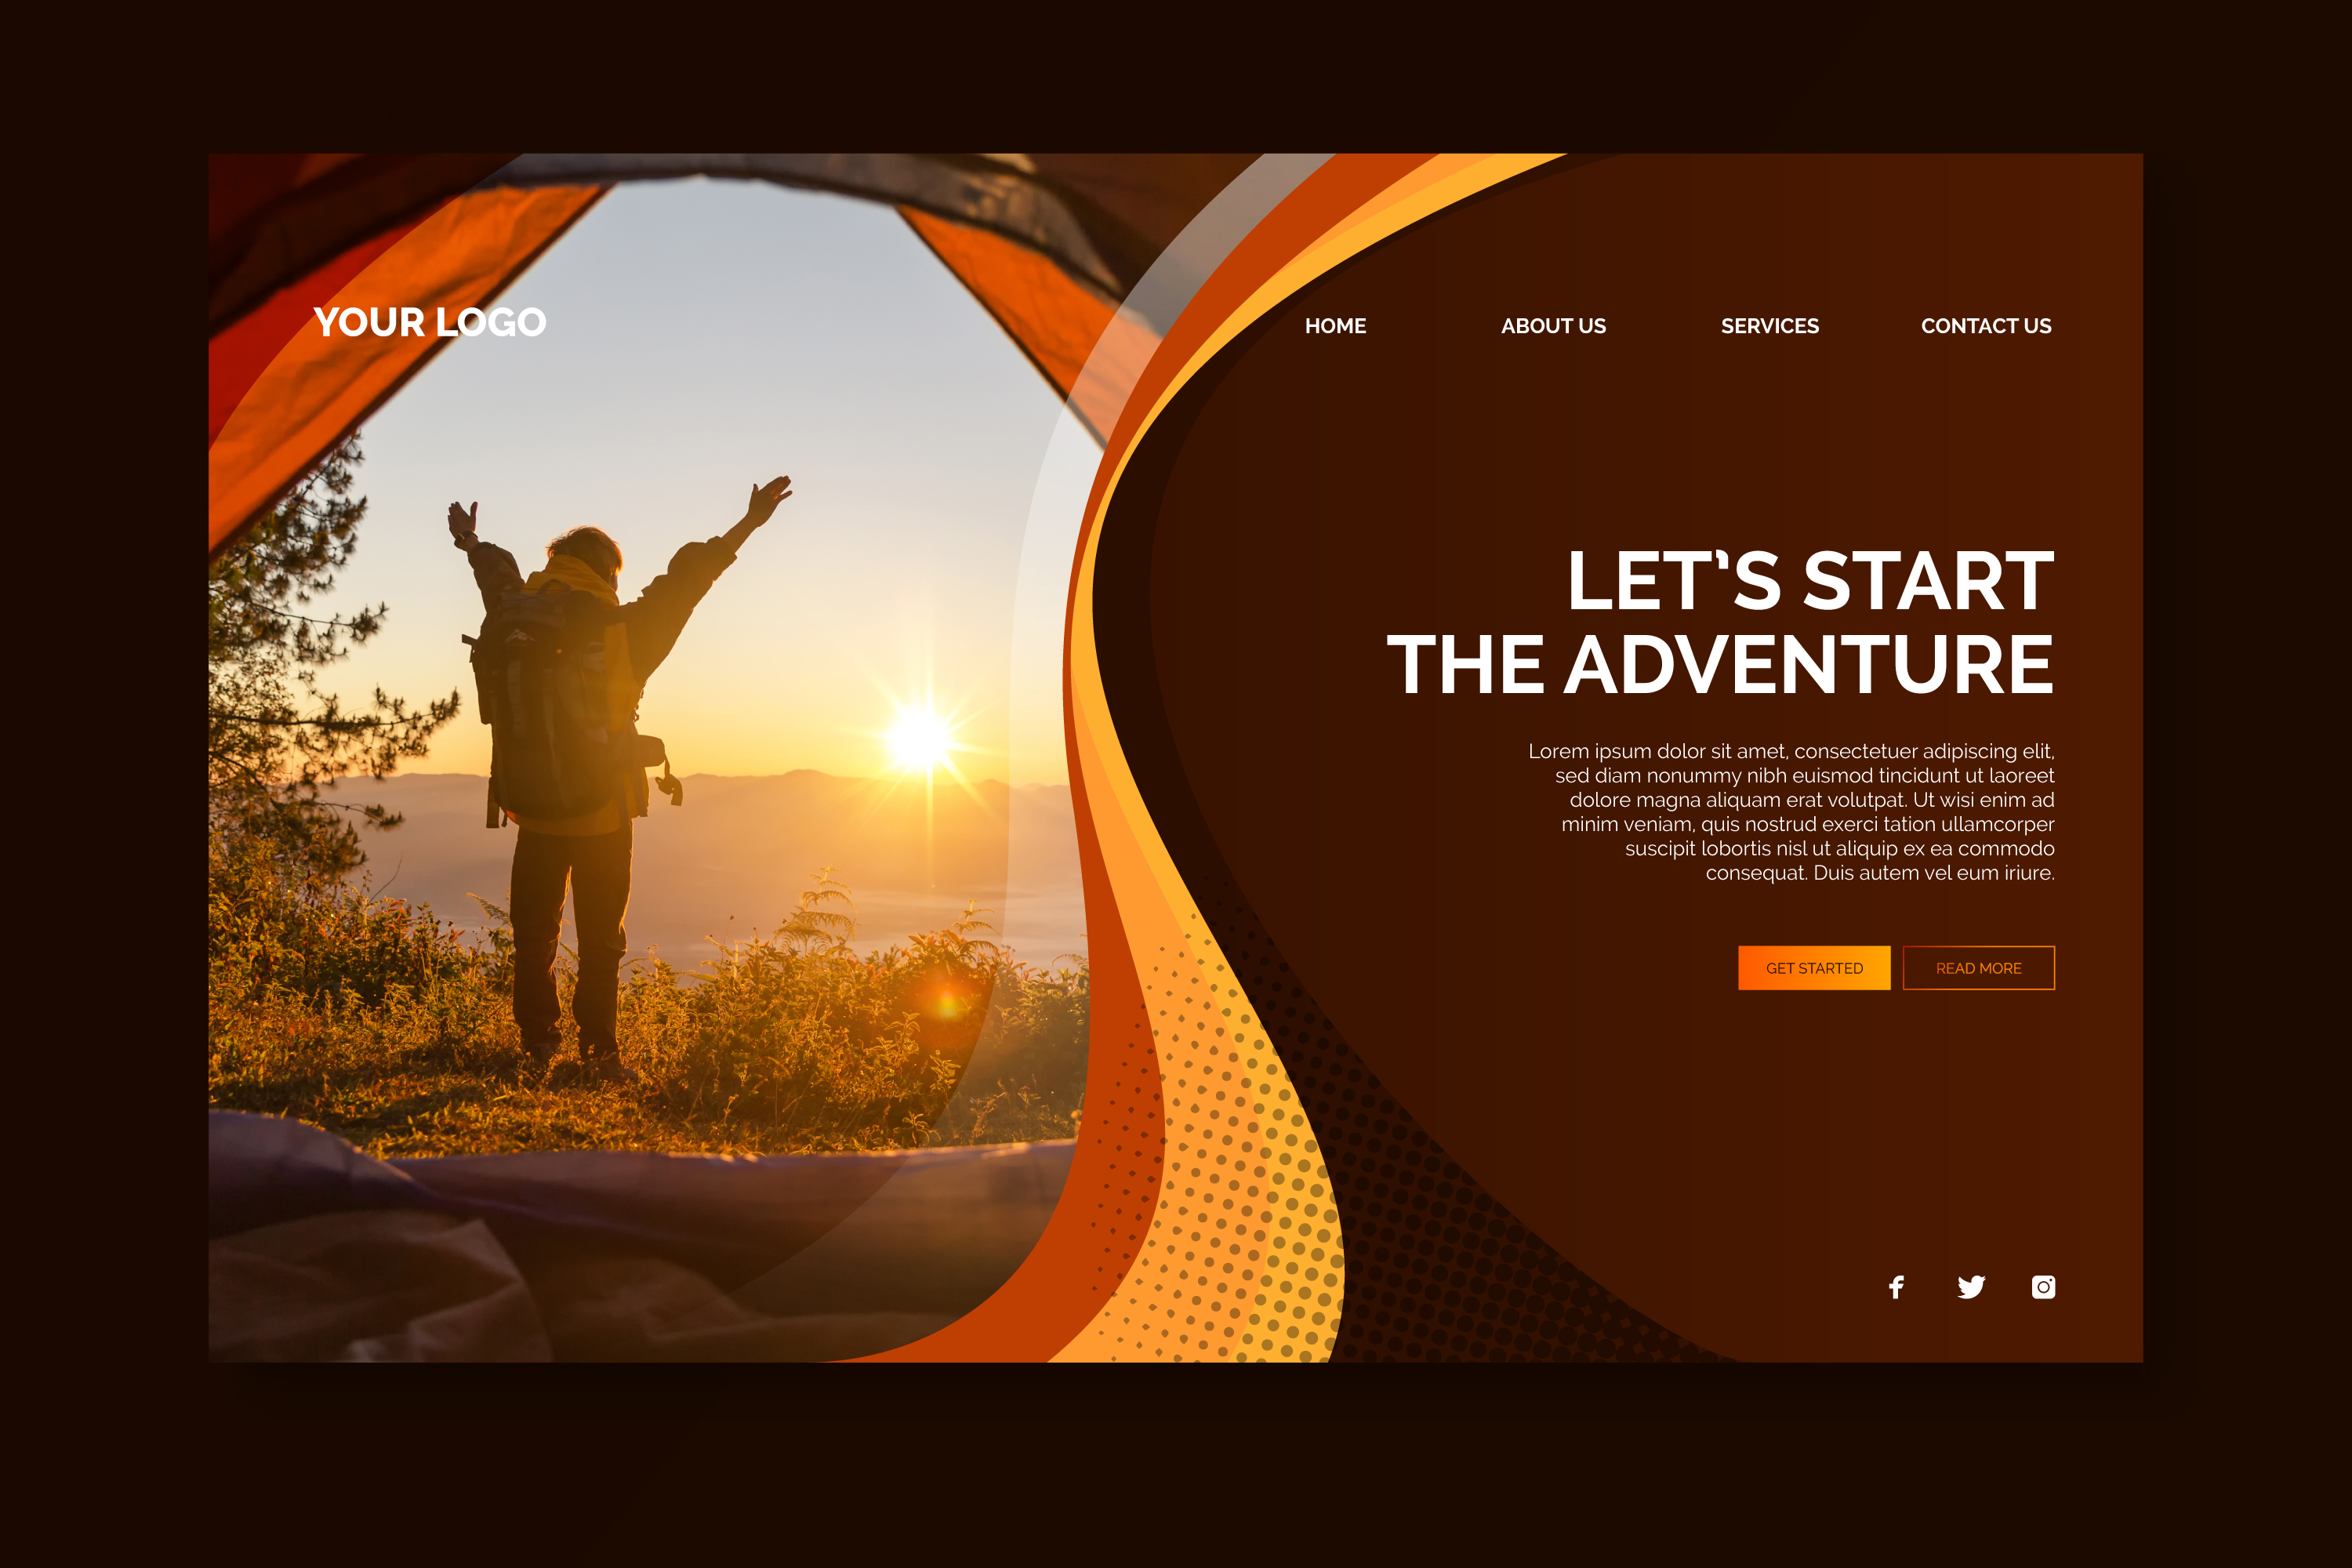 YOUR LOGO
HOME
ABOUT US
SERVICES
CONTACT US
LET'S START
THE ADVENTURE
Lorem ipsum dolor sit amet, consectetuer adipiscing elit,
sed diam nonummy nibh euismod tincidunt ut laoreet
dolore magna aliquam erat volutpat. Ut wisi enim ad
minim veniam, quis nostrud exerci tation ullamcorper
suscipit lobortis nisl ut aliquip ex ea commodo
consequat. Duis autem vel eum iriure.
GET STARTED
READ MORE